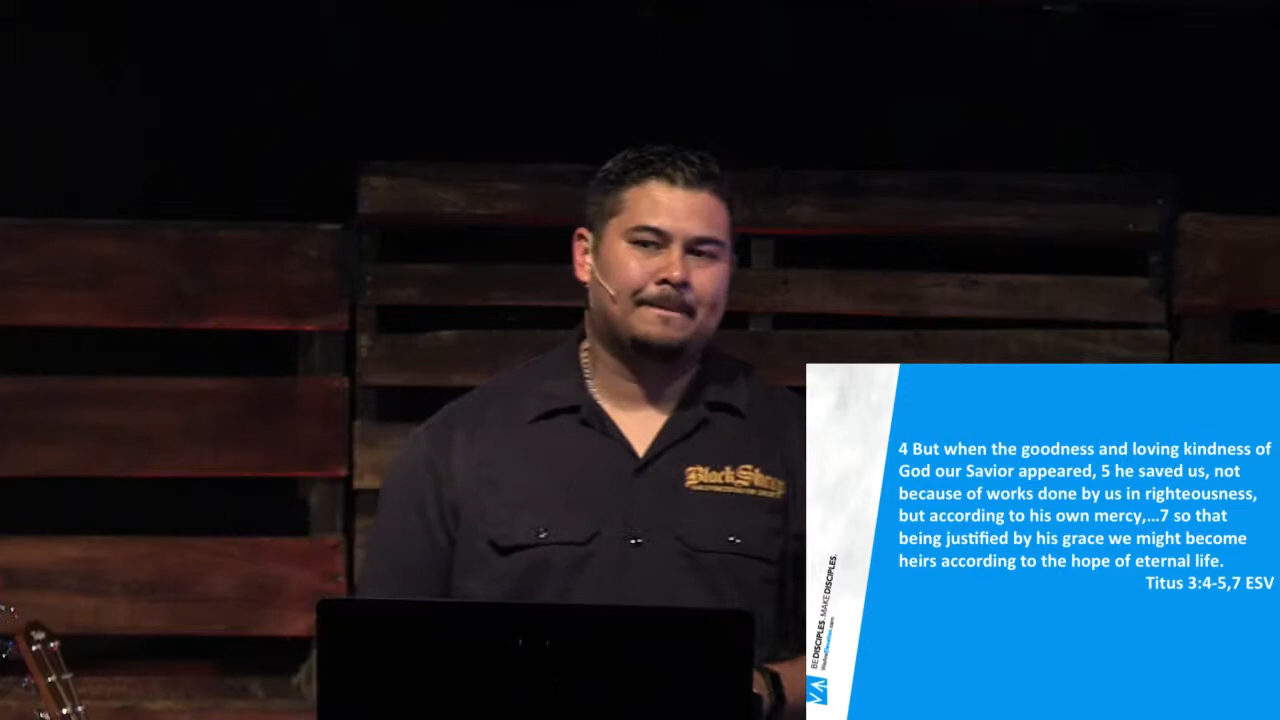 Black Sheep
4 But when the goodness and loving kindness of
God our Savior appeared, 5 he saved us, not
because of works done by us in righteousness,
but according to his own mercy,...7 so that
being justified by his grace we might become
heirs according to the hope of eternal life.
Titus 3:4-5,7 ESV
BE DISCIPLES. MAKE DISCIPLES.